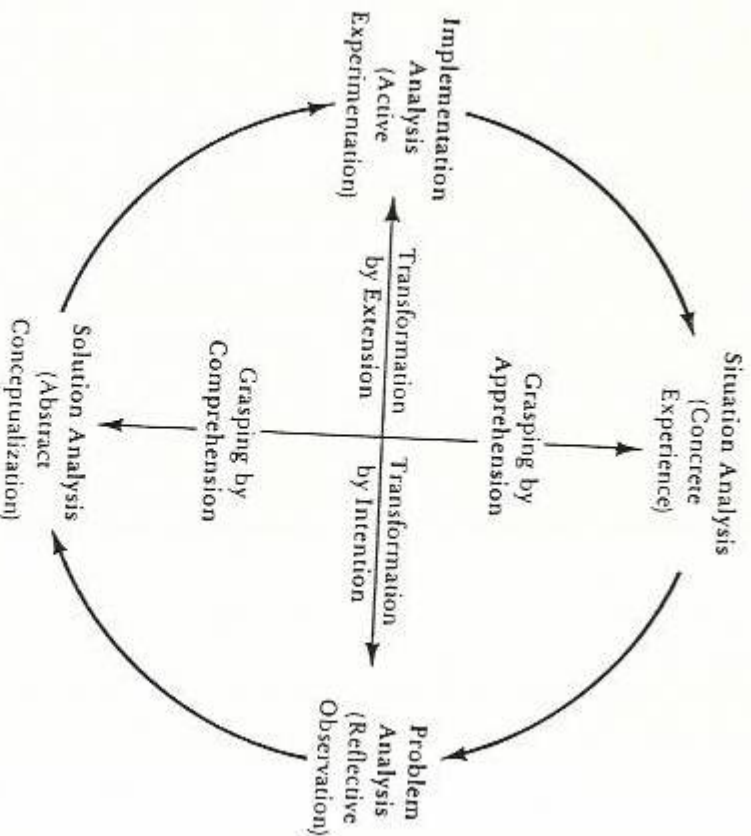 Situation Analysis
(Concrete
Experience)
Grasping by
Apprehension
Implementation
Analysis
(Active
Experimentation)
Transformation
by Extension
Transformation
by Intention
Problem
Analysis
(Reflective
Observation)
Grasping by
Comprehension
Solution Analysis
(Abstract
Conceptualization)